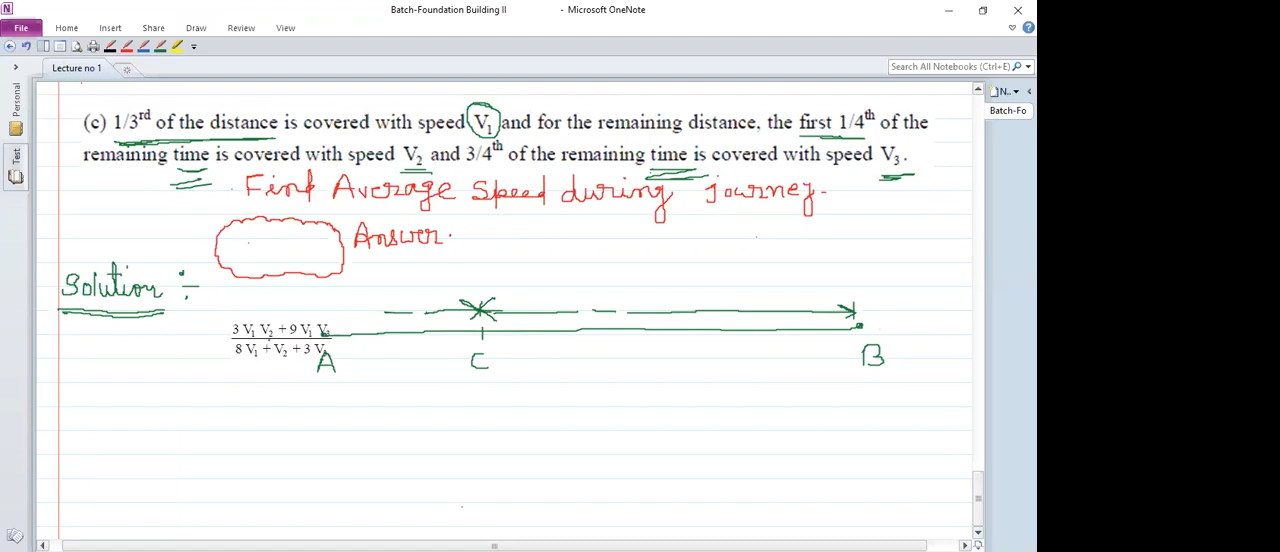 Batch-Foundation Building II - Microsoft OneNote
File Home Insert Share Draw Review View
Lecture no 1
Search All Notebooks (Ctrl+E)
Personal
Test
N..
Batch-Fo
(c) 1/3rd of the distance is covered with speed V1 and for the remaining distance, the first 1/4th of the
remaining time is covered with speed V2 and 3/4th of the remaining time is covered with speed V3.
Find Average Speed during Journey.
Answer.
Solution :-
3 V1 V2 + 9 V1 V3
8 V1 + V2 + 3 V
A C B